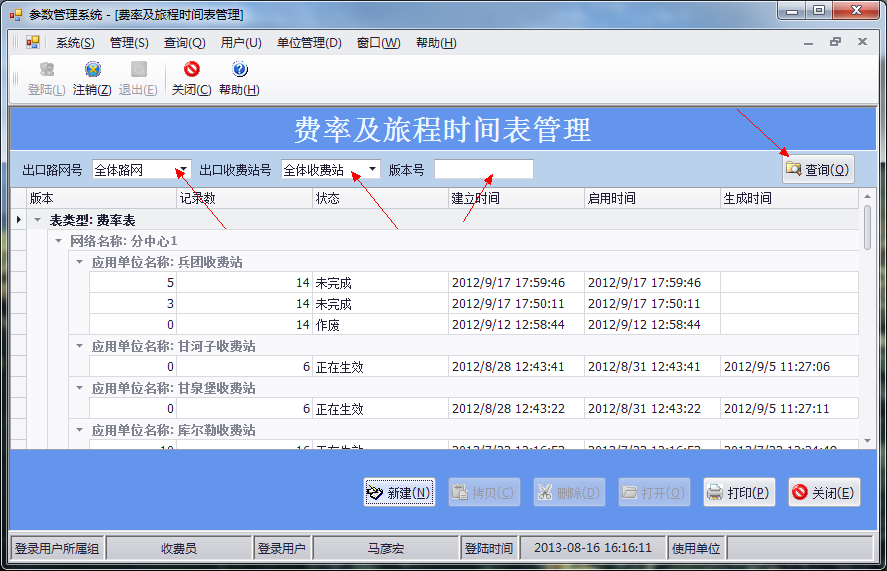 参数管理系统 - [费率及旅程时间表管理]
系统(S) 管理(S) 查询(Q) 用户(U) 单位管理(D) 窗口(W) 帮助(H)
登陆(L) 注销(Z) 退出(E) 关闭(C) 帮助(H)
费率及旅程时间表管理
出口路网号 全体路网 出口收费站号 全体收费站 版本号 查询(Q)
版本 记录数 状态 建立时间 启用时间 生成时间
表类型: 费率表
网络名称: 分中心1
应用单位名称: 兵团收费站
5 14 未完成 2012/9/17 17:59:46 2012/9/17 17:59:46
3 14 未完成 2012/9/17 17:50:11 2012/9/17 17:50:11
0 14 作废 2012/9/12 12:58:44 2012/9/12 12:58:44
应用单位名称: 甘河子收费站
0 6 正在生效 2012/8/28 12:43:41 2012/8/31 12:43:41 2012/9/5 11:27:06
应用单位名称: 甘泉堡收费站
0 6 正在生效 2012/8/28 12:43:22 2012/8/31 12:43:22 2012/9/5 11:27:11
应用单位名称: 库尔勒收费站
新建(N) 拷贝(C) 删除(D) 打开(O) 打印(P) 关闭(E)
登录用户所属组 收费员 登录用户 马彦宏 登陆时间 2013-08-16 16:16:11 使用单位